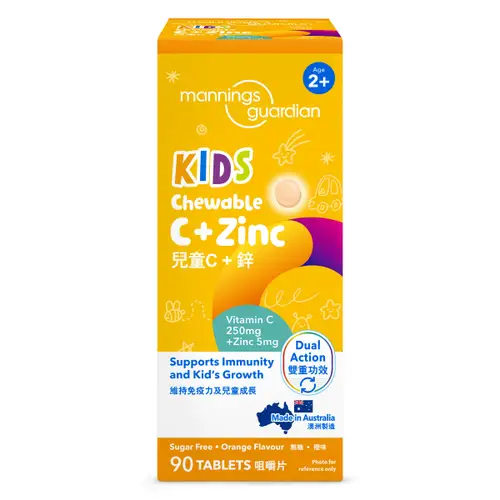 KIDS
C+Zinc
mannings
guardian
Age
2+
KIDS
Chewable
C+Zinc
兒童C + 鋅
Vitamin C
250mg
+Zinc 5mg
Dual
Action
雙重功效
Supports Immunity
and Kid's Growth
維持免疫力及兒童成長
Made in Australia
澳洲製造
Sugar Free • Orange Flavour 無糖 • 橙味
90 TABLETS 咀嚼片
Photo for
reference only